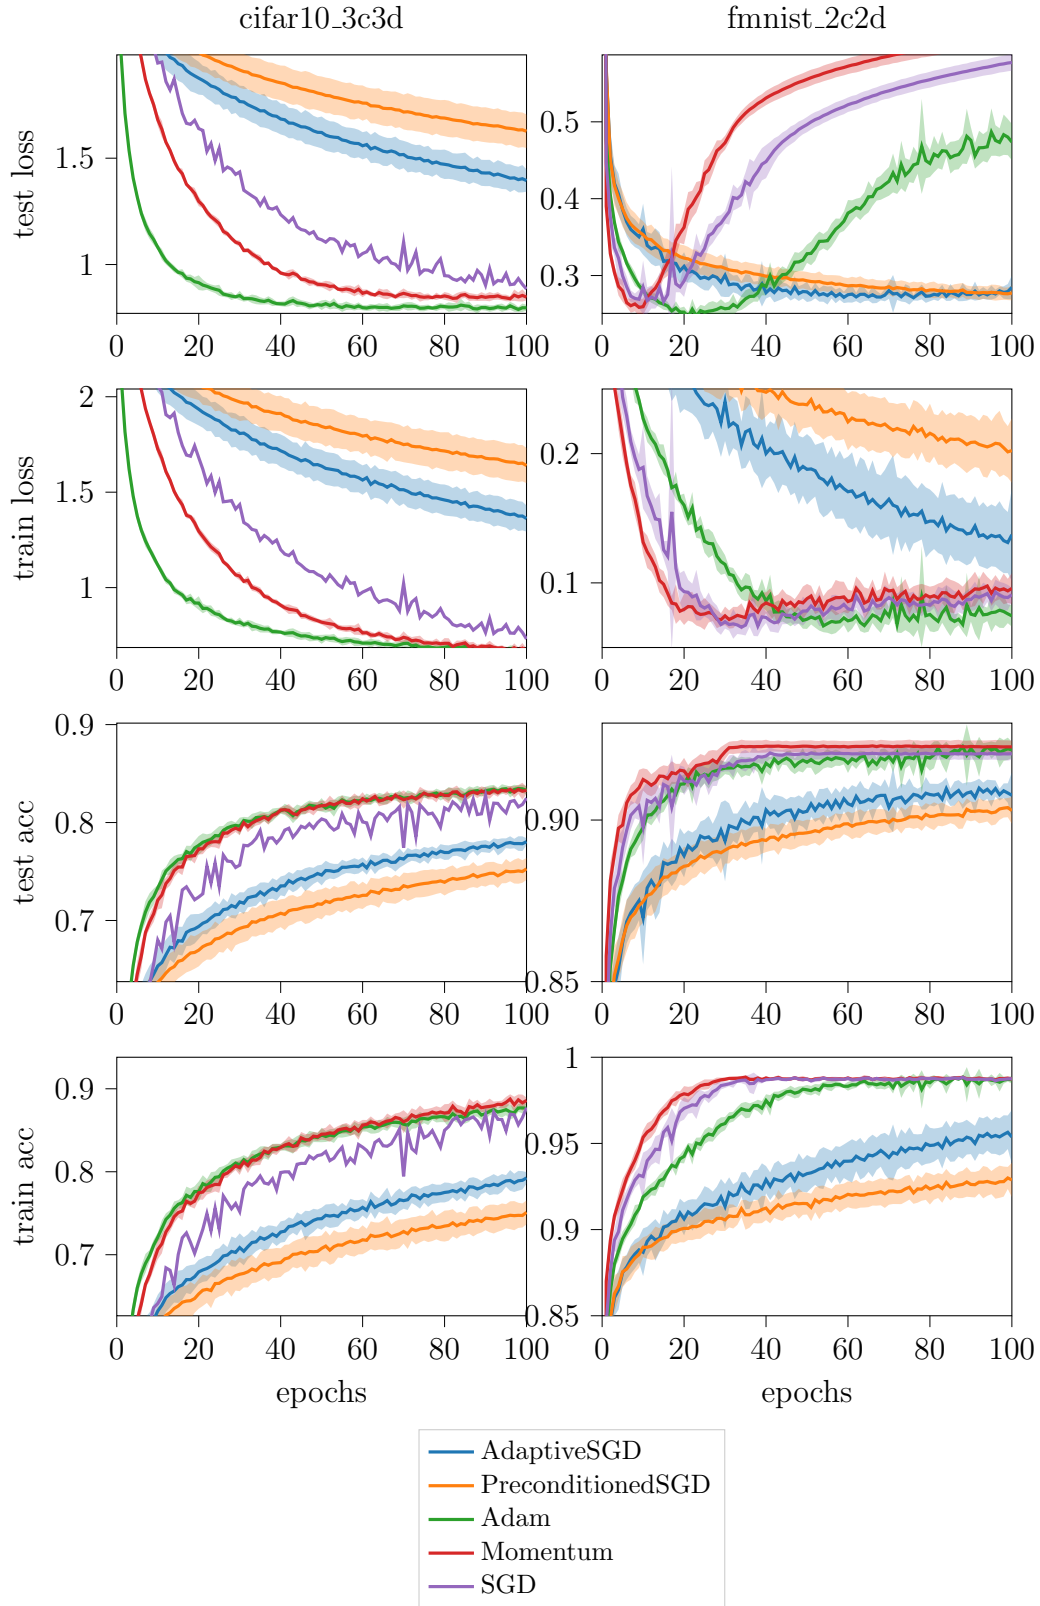 cifar10_3c3d
fmnist_2c2d
test loss
1.5
1
0 20 40 60 80 100
0.5
0.4
0.3
0 20 40 60 80 100
train loss
2
1.5
1
0 20 40 60 80 100
0.2
0.1
0 20 40 60 80 100
test acc
0.9
0.8
0.7
0 20 40 60 80 100
0.90
0.85
0 20 40 60 80 100
train acc
0.9
0.8
0.7
0 20 40 60 80 100
epochs
1
0.95
0.9
0.85
0 20 40 60 80 100
epochs
AdaptiveSGD
PreconditionedSGD
Adam
Momentum
SGD